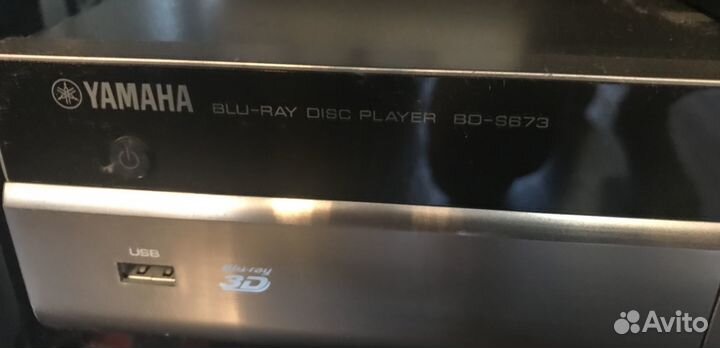 YAMAHA BLU-RAY DISC PLAYER BD-S673
USB
Blu-ray
3D
Avito